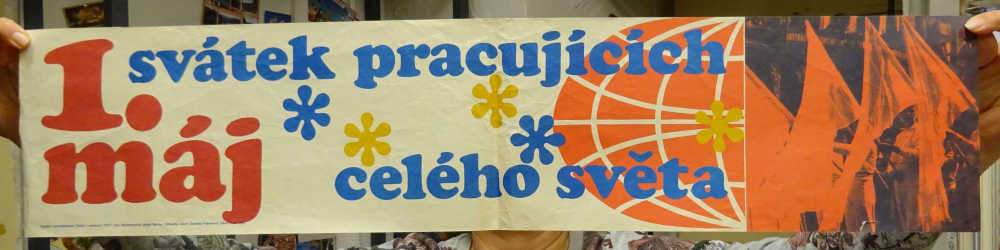 1.
máj
svátek pracujících
celého světa